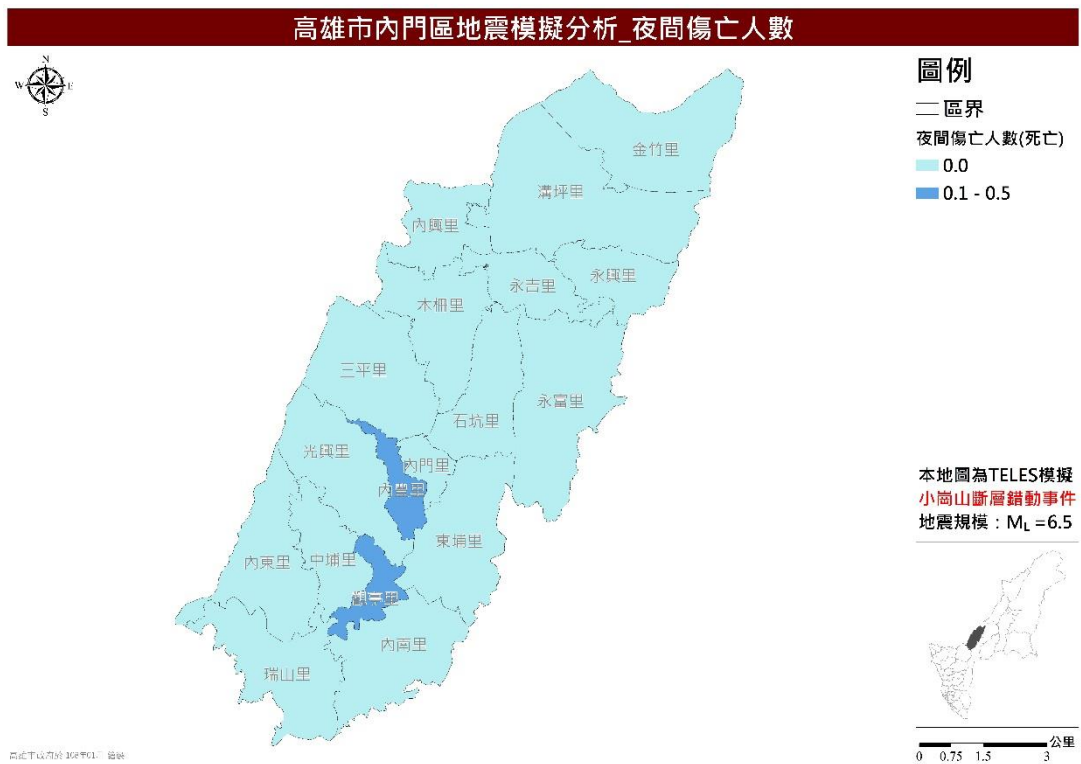 高雄市內門區地震模擬分析_夜間傷亡人數
N
W
E
S
圖例
區界
夜間傷亡人數(死亡)
0.0
0.1 - 0.5
金竹里
溝坪里
內興里
永吉里
永興里
木柵里
三平里
石坑里
永富里
光興里
內門里
內豐里
東埔里
內東里
中埔里
觀亭里
內南里
瑞山里
本地圖為TELES模擬
小崗山斷層錯動事件
地震規模：ML =6.5
公里
0 0.75 1.5 3